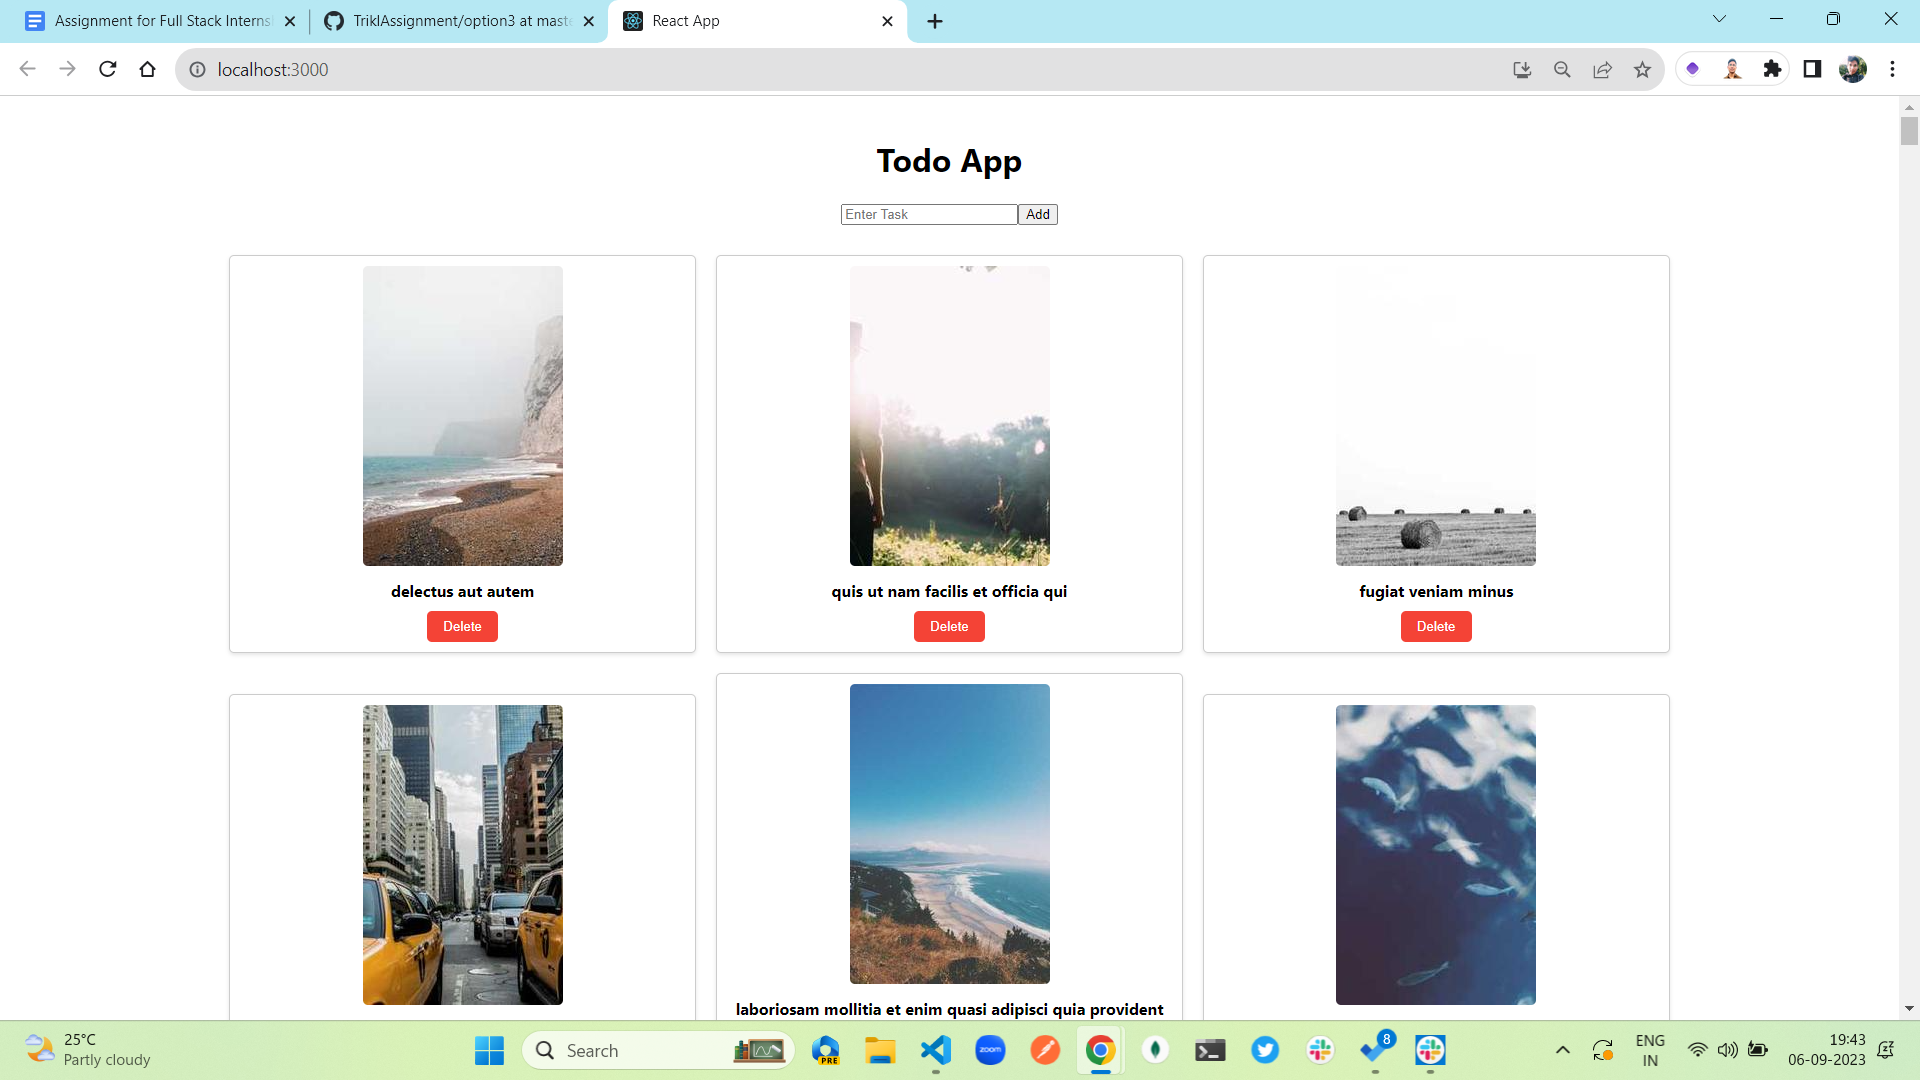 Assignment for Full Stack Interns
TriklAssignment/option3 at maste
React App
localhost:3000
Todo App
Enter Task
Add
delectus aut autem
Delete
quis ut nam facilis et officia qui
Delete
fugiat veniam minus
Delete
laboriosam mollitia et enim quasi adipisci quia provident
25°C
Partly cloudy
Search
PRE
zoom
8
ENG
IN
19:43
06-09-2023